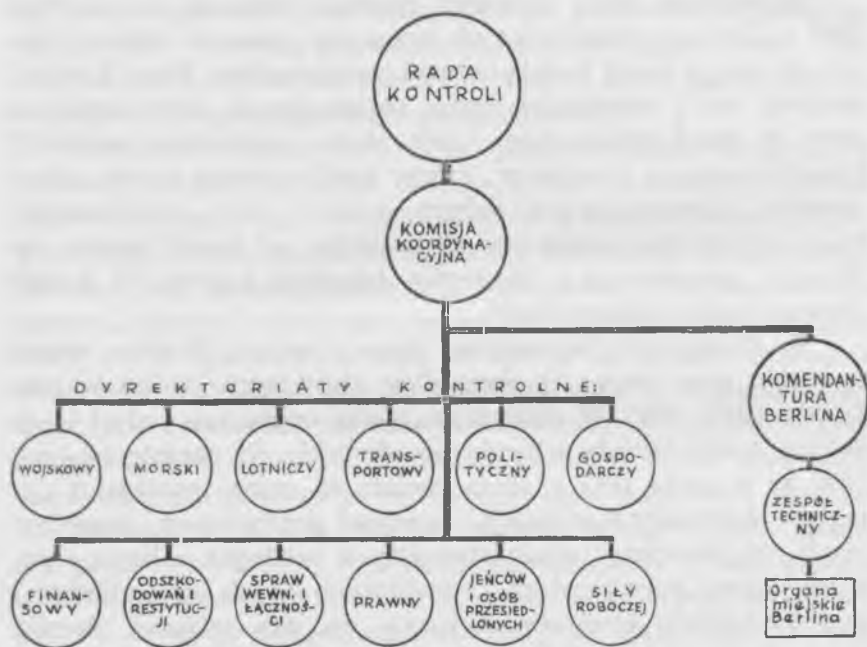 RADA
KONTROLI
KOMISJA
KOORDYNA-
CYJNA
DYREKTORIATY KONTROLNE:
KOMENDAN-
TURA
BERLINA
WOJSKOWY
MORSKI
LOTNICZY
TRANS-
PORTOWY
POLI-
TYCZNY
GOSPO-
DARCZY
ZESPÓŁ
TECHNICZ-
NY
FINAN-
SOWY
ODSZKO-
DOWAŃ I
RESTYTUC-
JI
SPRAW
WEWN. I
ŁĄCZNOŚ-
CI
PRAWNY
JEŃCÓW
I OSÓB
PRZESIED-
LONYCH
SIŁY
ROBOCZEJ
Organa
miejskie
Berlina